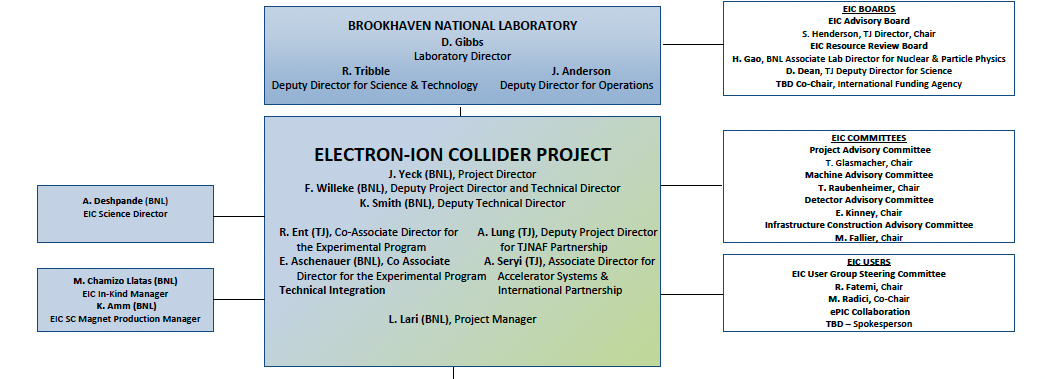 BROOKHAVEN NATIONAL LABORATORY
D. Gibbs
Laboratory Director
R. Tribble
Deputy Director for Science & Technology
J. Anderson
Deputy Director for Operations
EIC BOARDS
EIC Advisory Board
S. Henderson, TJ Director, Chair
EIC Resource Review Board
H. Gao, BNL Associate Lab Director for Nuclear & Particle Physics
D. Dean, TJ Deputy Director for Science
TBD Co-Chair, International Funding Agency
ELECTRON-ION COLLIDER PROJECT
J. Yeck (BNL), Project Director
F. Willeke (BNL), Deputy Project Director and Technical Director
K. Smith (BNL), Deputy Technical Director
R. Ent (TJ), Co-Associate Director for
the Experimental Program
E. Aschenauer (BNL), Co Associate
Director for the Experimental Program
Technical Integration
A. Lung (TJ), Deputy Project Director
for TJNAF Partnership
A. Seryi (TJ), Associate Director for
Accelerator Systems &
International Partnership
L. Lari (BNL), Project Manager
EIC COMMITTEES
Project Advisory Committee
T. Glasmacher, Chair
Machine Advisory Committee
T. Raubenheimer, Chair
Detector Advisory Committee
E. Kinney, Chair
Infrastructure Construction Advisory Committee
M. Fallier, Chair
A. Deshpande (BNL)
EIC Science Director
M. Chamizo Llatas (BNL)
EIC In-Kind Manager
K. Amm (BNL)
EIC SC Magnet Production Manager
EIC USERS
EIC User Group Steering Committee
R. Fatemi, Chair
M. Radici, Co-Chair
ePIC Collaboration
TBD – Spokesperson